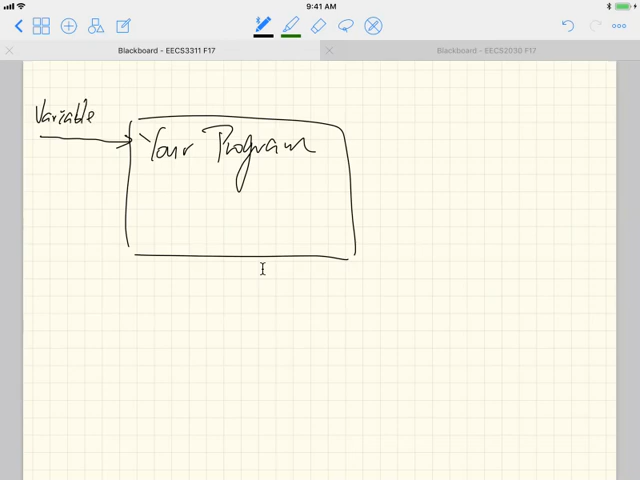 9:41 AM
Blackboard - EECS3311 F17
Blackboard - EECS2030 F17
Variable
Your Program